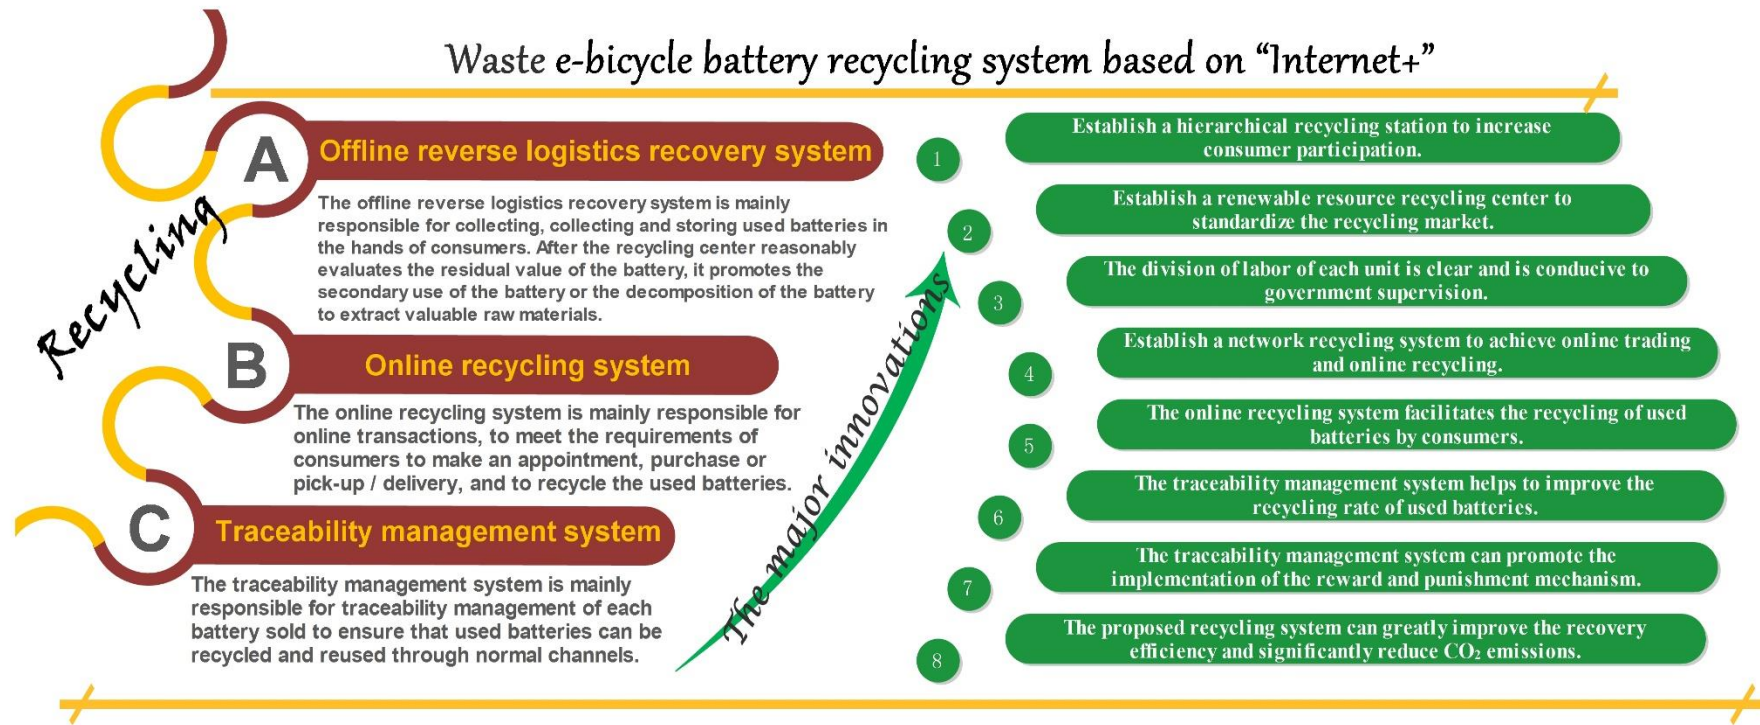 Waste e-bicycle battery recycling system based on “Internet+”
Recycling
A
Offline reverse logistics recovery system
The offline reverse logistics recovery system is mainly
responsible for collecting, collecting and storing used batteries in
the hands of consumers. After the recycling center reasonably
evaluates the residual value of the battery, it promotes the
secondary use of the battery or the decomposition of the battery
to extract valuable raw materials.
B
Online recycling system
The online recycling system is mainly responsible for
online transactions, to meet the requirements of
consumers to make an appointment, purchase or
pick-up / delivery, and to recycle the used batteries.
C
Traceability management system
The traceability management system is mainly
responsible for traceability management of each
battery sold to ensure that used batteries can be
recycled and reused through normal channels.
The major innovations
1
Establish a hierarchical recycling station to increase
consumer participation.
2
Establish a renewable resource recycling center to
standardize the recycling market.
3
The division of labor of each unit is clear and is conducive to
government supervision.
4
Establish a network recycling system to achieve online trading
and online recycling.
5
The online recycling system facilitates the recycling of used
batteries by consumers.
6
The traceability management system helps to improve the
recycling rate of used batteries.
7
The traceability management system can promote the
implementation of the reward and punishment mechanism.
8
The proposed recycling system can greatly improve the recovery
efficiency and significantly reduce CO₂ emissions.